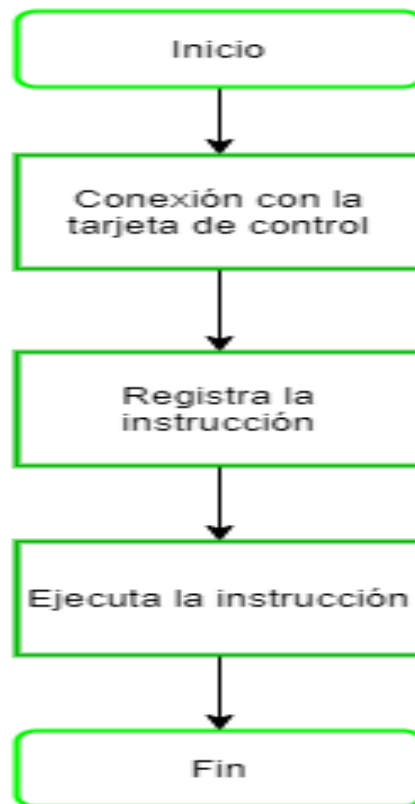 Inicio
Conexión con la
tarjeta de control
Registra la
instrucción
Ejecuta la instrucción
Fin